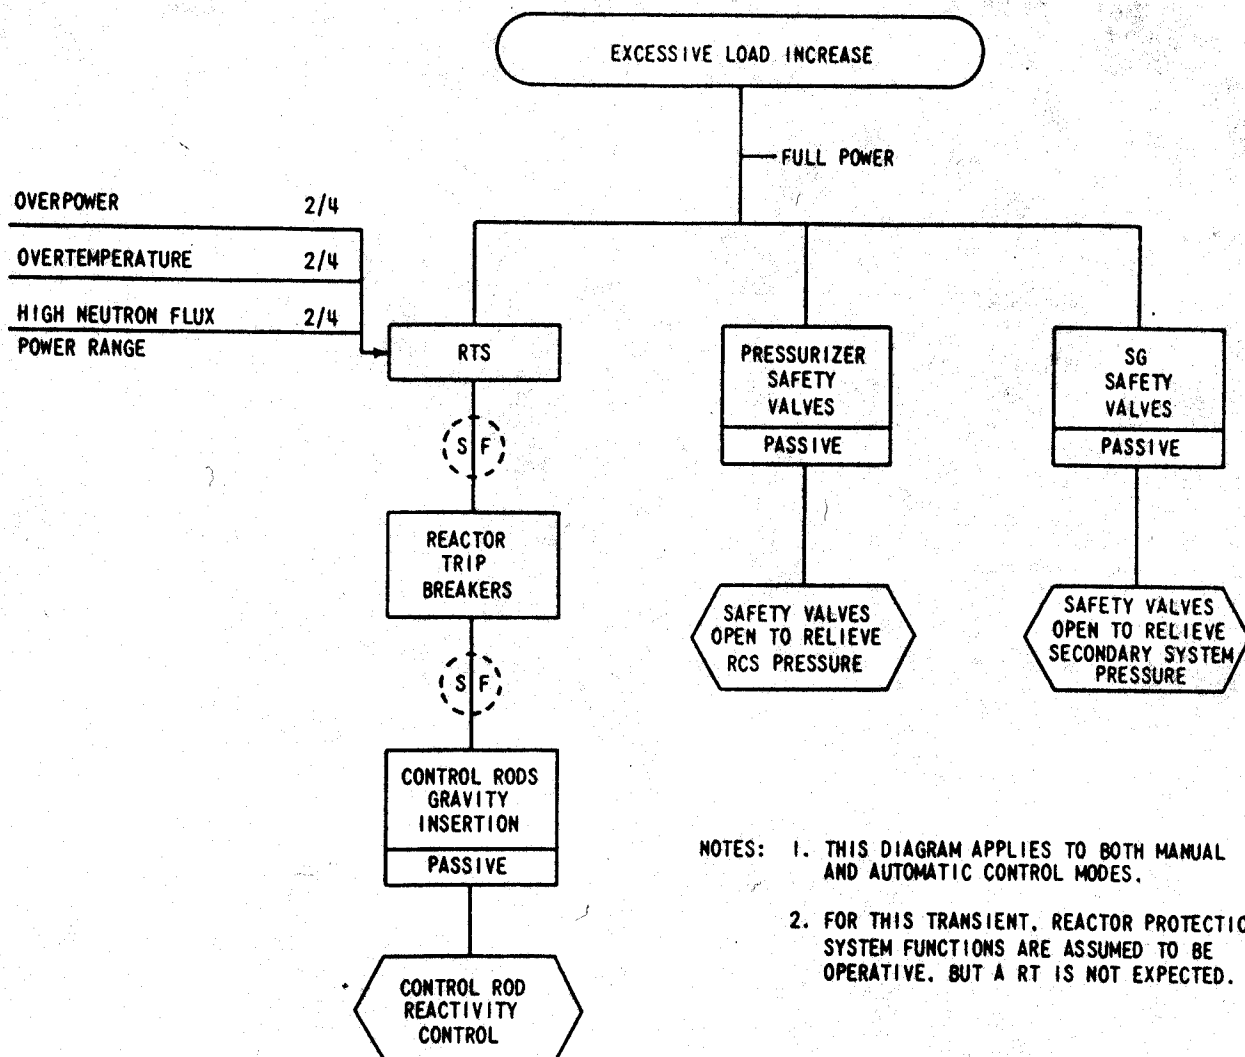 EXCESSIVE LOAD INCREASE
FULL POWER
OVERPOWER 2/4
OVERTEMPERATURE 2/4
HIGH NEUTRON FLUX 2/4
POWER RANGE
RTS
PRESSURIZER
SAFETY
VALVES
PASSIVE
SG
SAFETY
VALVES
PASSIVE
S F
REACTOR
TRIP
BREAKERS
SAFETY VALVES
OPEN TO RELIEVE
RCS PRESSURE
SAFETY VALVES
OPEN TO RELIEVE
SECONDARY SYSTEM
PRESSURE
S F
CONTROL RODS
GRAVITY
INSERTION
PASSIVE
CONTROL ROD
REACTIVITY
CONTROL
NOTES: 1. THIS DIAGRAM APPLIES TO BOTH MANUAL
AND AUTOMATIC CONTROL MODES.
2. FOR THIS TRANSIENT, REACTOR PROTECTIO
SYSTEM FUNCTIONS ARE ASSUMED TO BE
OPERATIVE, BUT A RT IS NOT EXPECTED.